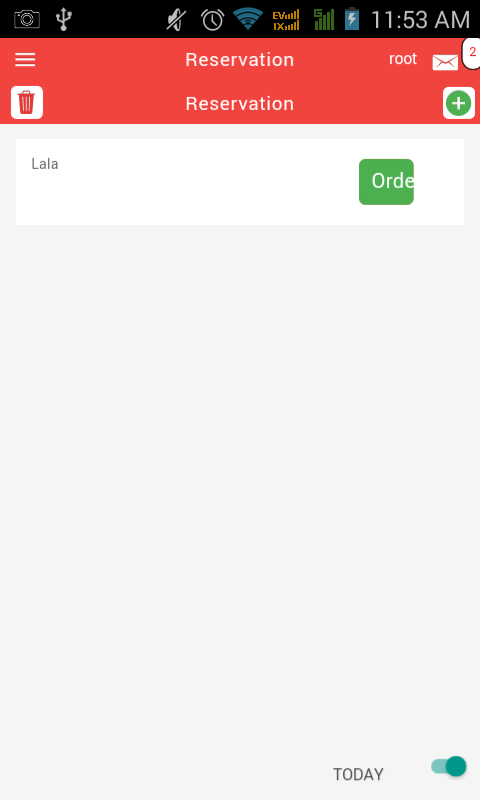 11:53 AM
Reservation
root
2
Reservation
Lala
Orde
TODAY